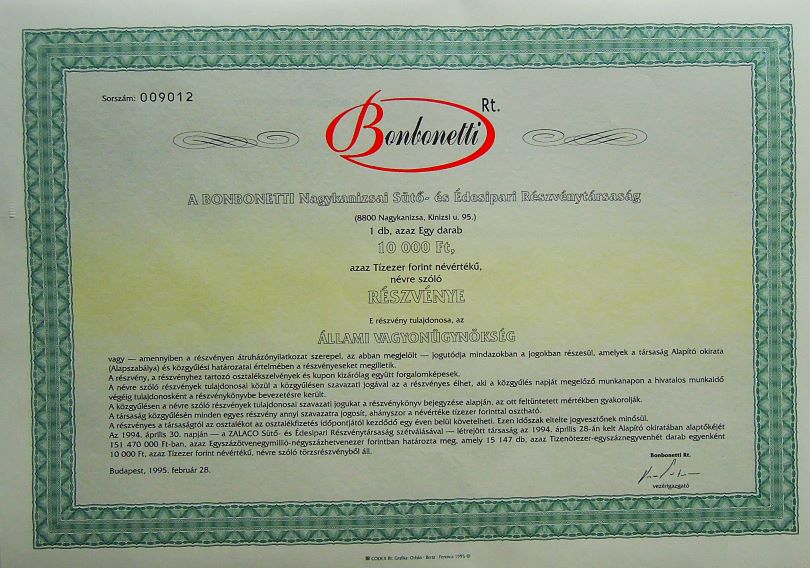 Sorszám: 009012
Bonbonetti Rt.
A BONBONETTI Nagykanizsai Sütő- és Édesipari Részvénytársaság
(8800 Nagykanizsa, Kinizsi u. 95.)
1 db, azaz Egy darab
10 000 Ft,
azaz Tízezer forint névértékű,
névre szóló
RÉSZVÉNYE
E részvény tulajdonosa, az
ÁLLAMI VAGYONÜGYNÖKSÉG
vagy — amennyiben a részvényen átruházónyilatkozat szerepel, az abban megjelölt — jogutódja mindazokban a jogokban részesül, amelyek a társaság Alapító okirata
(Alapszabálya) és közgyűlési határozatai értelmében a részvényeseket megilletik.
A részvény, a részvényhez tartozó osztalékszelvények és kupon kizárólag együtt forgalomképesek.
A névre szóló részvények tulajdonosai közül a közgyűlésen szavazati jogával az a részvényes élhet, aki a közgyűlés napját megelőző munkanapon a hivatalos munkaidő
végéig tulajdonosként a részvénykönyvbe bevezetésre került.
A közgyűlésen a névre szóló részvények tulajdonosai szavazati jogukat a részvénykönyv bejegyzése alapján, az ott feltüntetett mértékben gyakorolják.
A társaság közgyűlésén minden egyes részvény annyi szavazatra jogosít, ahányszor a névértéke tízezer forinttal osztható.
A részvényes a társaságtól az osztalékot az osztalékfizetés időpontjától kezdődő egy éven belül követelheti. Ezen időszak eltelte jogvesztőnek minősül.
Az 1994. április 30. napján — a ZALACO Sütő- és Édesipari Részvénytársaság szétválásával — létrejött társaság az 1994. április 28-án kelt Alapító okiratában alaptőkéjét
151 470 000 Ft-ban, azaz Egyszázötvenegymillió-négyszázhetvenezer forintban határozta meg, amely 15 147 db, azaz Tizenötezer-egyszáznegyvenhét darab egyenként
10 000 Ft, azaz Tízezer forint névértékű, névre szóló törzsrészvényből áll.
Budapest, 1995. február 28.
Bonbonetti Rt.
vezérigazgató
CODEX Rt. Grafika: Orbán - Berta - Ferenca 1995 ©